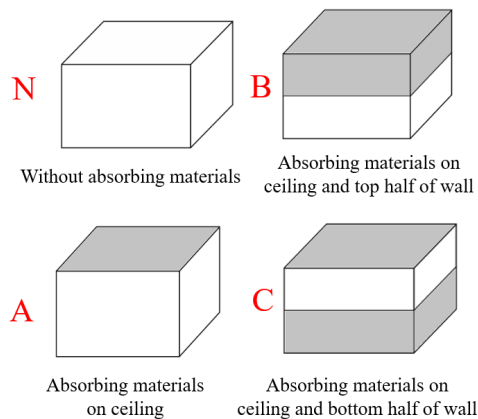 N
Without absorbing materials
B
Absorbing materials on
ceiling and top half of wall
A
Absorbing materials
on ceiling
C
Absorbing materials on
ceiling and bottom half of wall